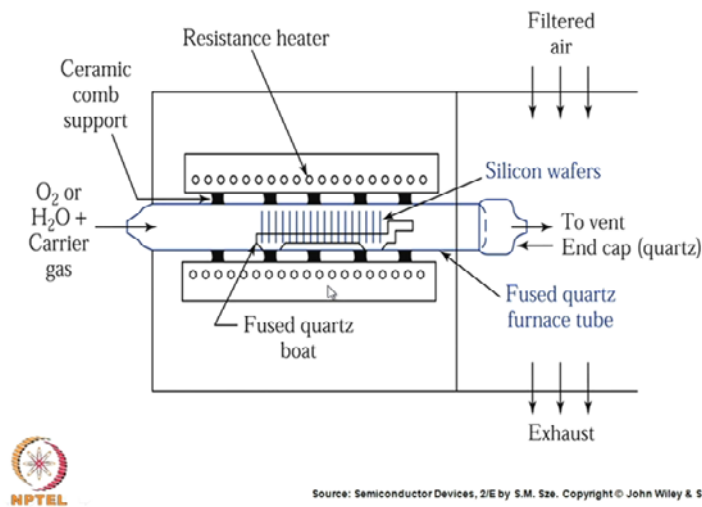 Filtered
air
Resistance heater
Ceramic
comb
support
Silicon wafers
O₂ or
H₂O +
Carrier
gas
To vent
End cap (quartz)
Fused quartz
furnace tube
Fused quartz
boat
Exhaust
NPTEL
Source: Semiconductor Devices, 2/E by S.M. Sze. Copyright © John Wiley & S